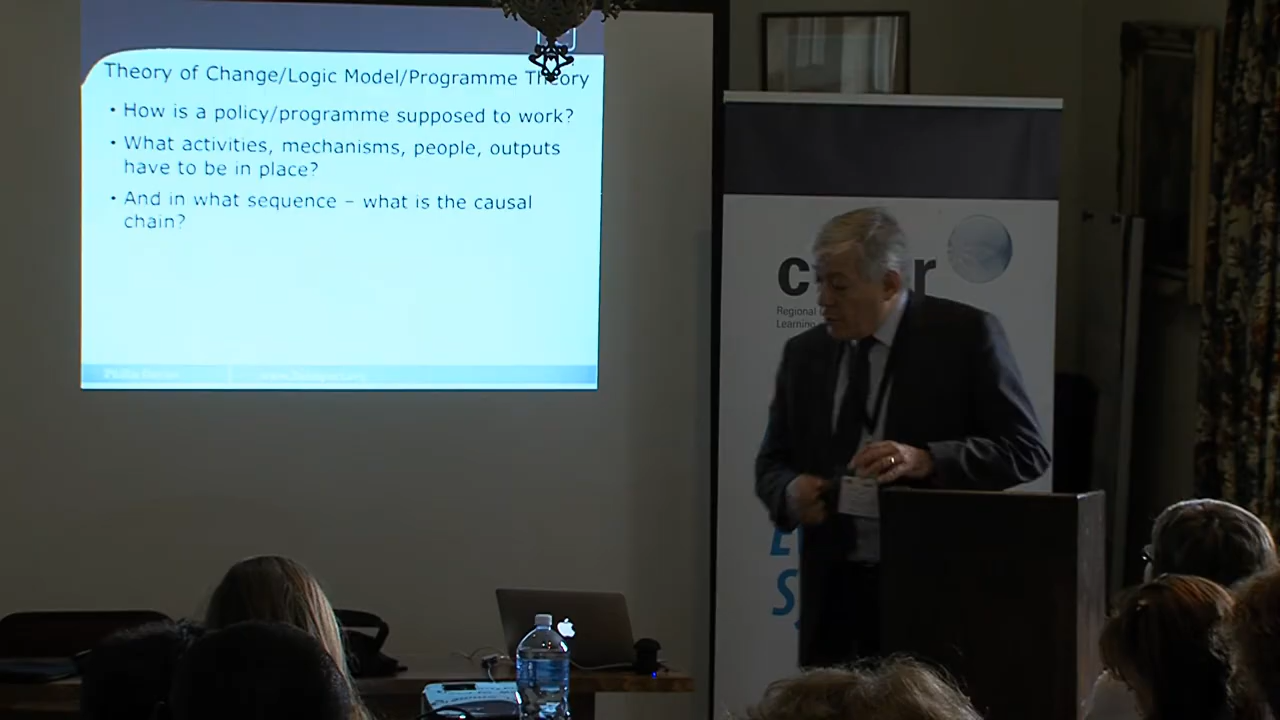 Theory of Change/Logic Model/Programme Theory
• How is a policy/programme supposed to work?
• What activities, mechanisms, people, outputs
have to be in place?
• And in what sequence – what is the causal
chain?
Regional
Learning